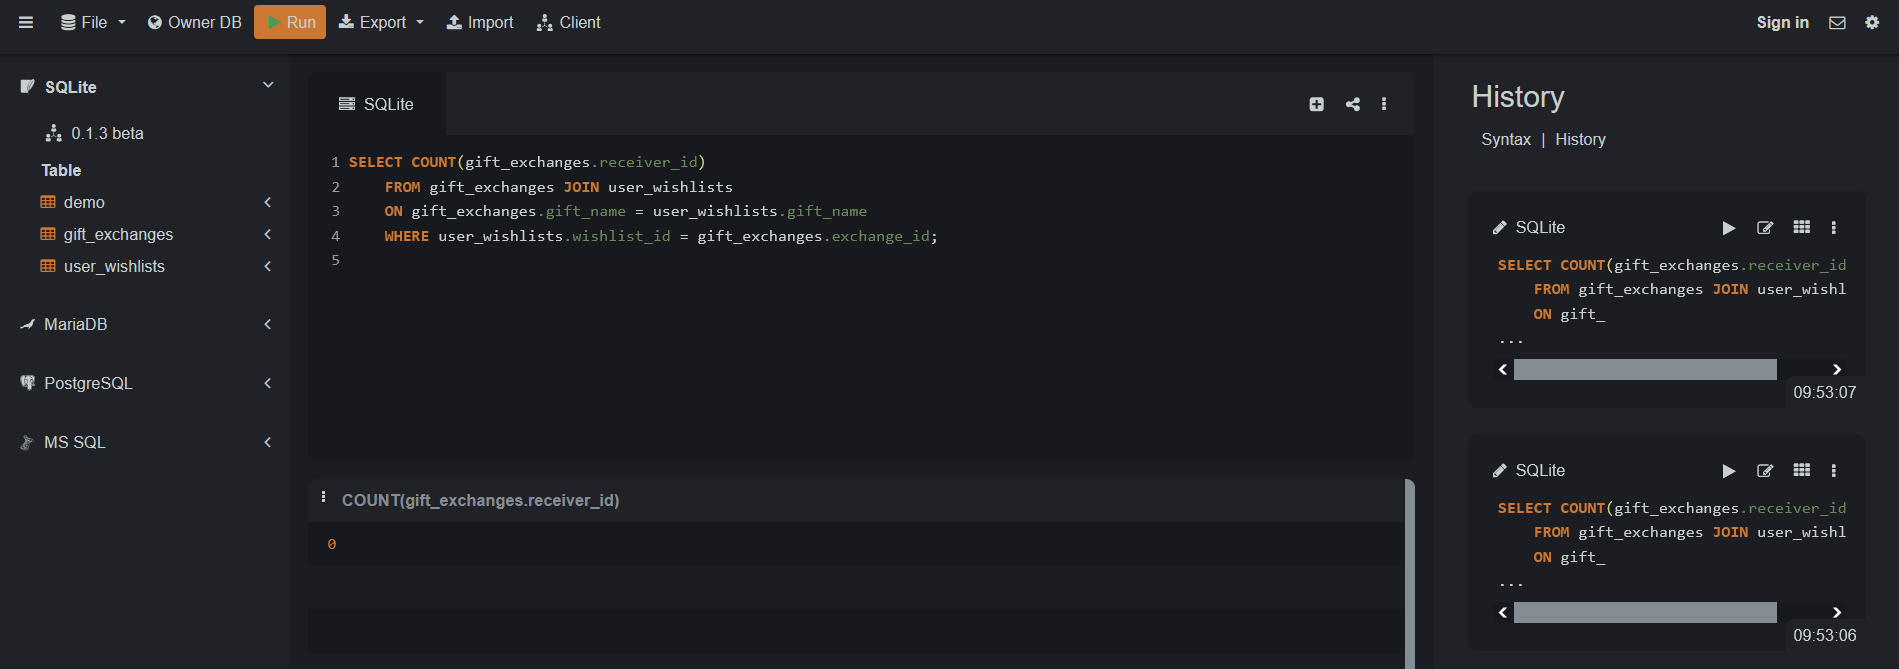 File Owner DB Run Export Import Client Sign in
SQLite
0.1.3 beta
Table
demo
gift_exchanges
user_wishlists
MariaDB
PostgreSQL
MS SQL
SQLite
1 SELECT COUNT(gift_exchanges.receiver_id)
2 FROM gift_exchanges JOIN user_wishlists
3 ON gift_exchanges.gift_name = user_wishlists.gift_name
4 WHERE user_wishlists.wishlist_id = gift_exchanges.exchange_id;
5
COUNT(gift_exchanges.receiver_id)
0
History
Syntax | History
SQLite
SELECT COUNT(gift_exchanges.receiver_id
FROM gift_exchanges JOIN user_wishl
ON gift_
...
09:53:07
SQLite
SELECT COUNT(gift_exchanges.receiver_id
FROM gift_exchanges JOIN user_wishl
ON gift_
...
09:53:06